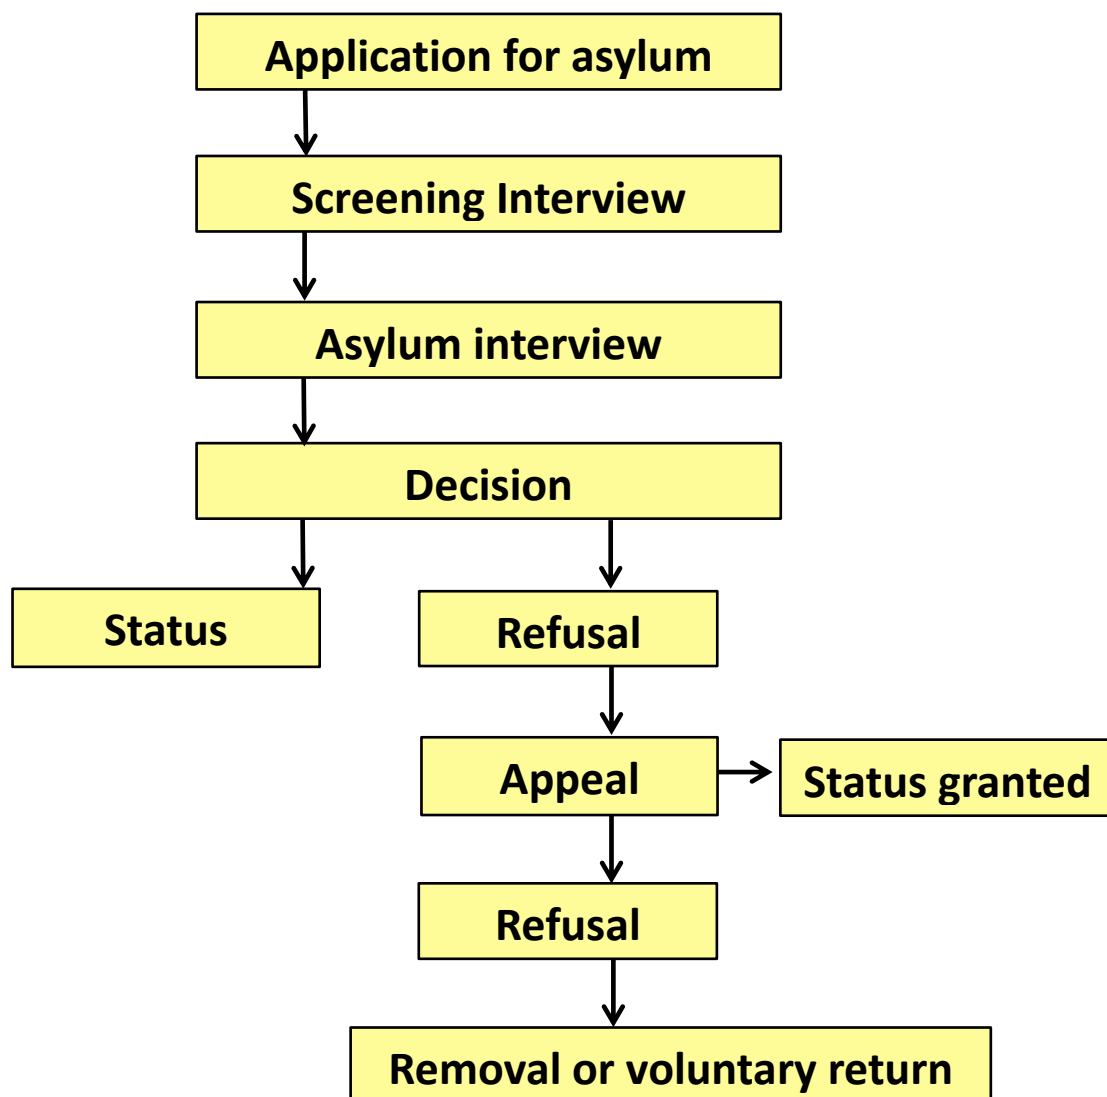 Application for asylum
Screening Interview
Asylum interview
Decision
Status
Refusal
Appeal
Status granted
Refusal
Removal or voluntary return